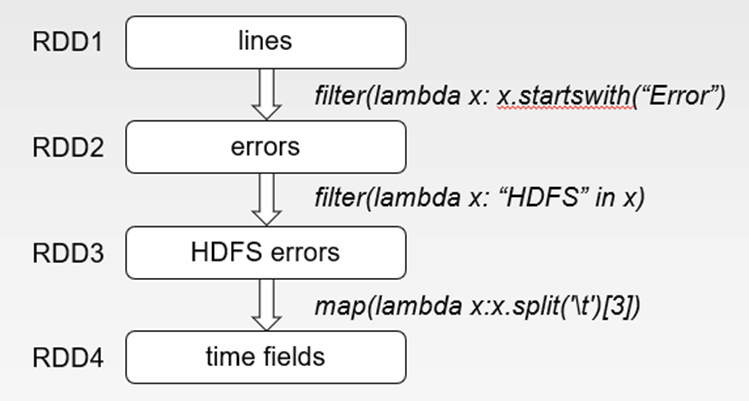 RDD1 lines
filter(lambda x: x.startswith(“Error”)
RDD2 errors
filter(lambda x: “HDFS” in x)
RDD3 HDFS errors
map(lambda x:x.split('\t')[3])
RDD4 time fields